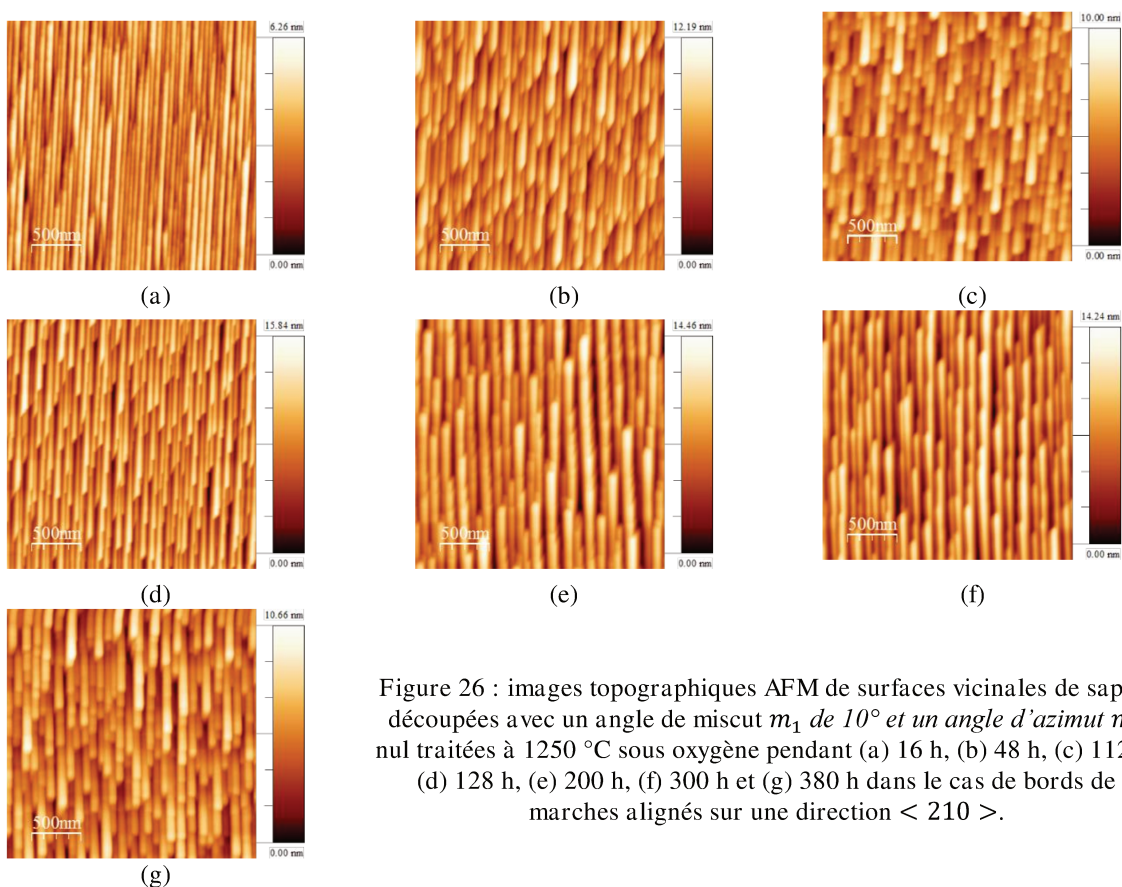 6.26 nm
500nm
0.00 nm
(a)
12.19 nm
500nm
0.00 nm
(b)
10.00 nm
500nm
0.00 nm
(c)
15.84 nm
500nm
0.00 nm
(d)
14.46 nm
500nm
0.00 nm
(e)
14.24 nm
500nm
0.00 nm
(f)
10.66 nm
500nm
0.00 nm
(g)
Figure 26 : images topographiques AFM de surfaces vicinales de sap
découpées avec un angle de miscut m₁ de 10° et un angle d’azimut
nul traitées à 1250 °C sous oxygène pendant (a) 16 h, (b) 48 h, (c) 112
(d) 128 h, (e) 200 h, (f) 300 h et (g) 380 h dans le cas de bords de
marches alignés sur une direction < 210 >.